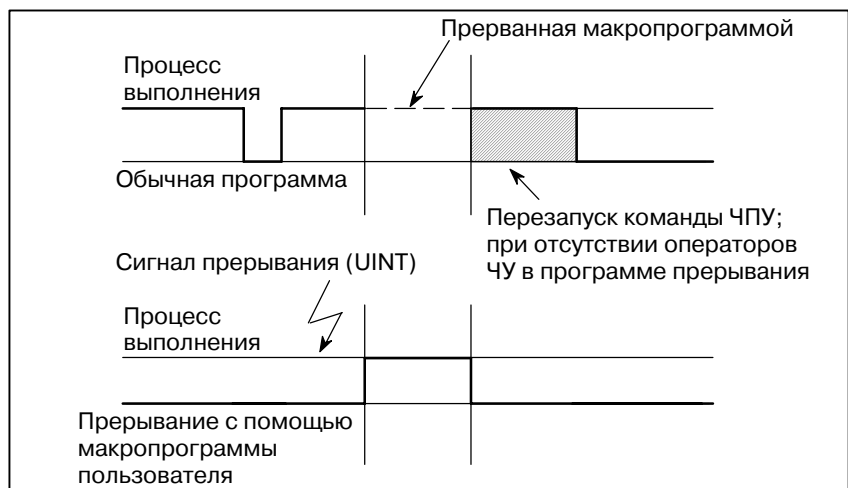 Прерванная макропрограммой
Процесс
выполнения
Обычная программа
Перезапуск команды ЧПУ;
при отсутствии операторов
ЧУ в программе прерывания
Сигнал прерывания (UINT)
Процесс
выполнения
Прерывание с помощью
макропрограммы
пользователя